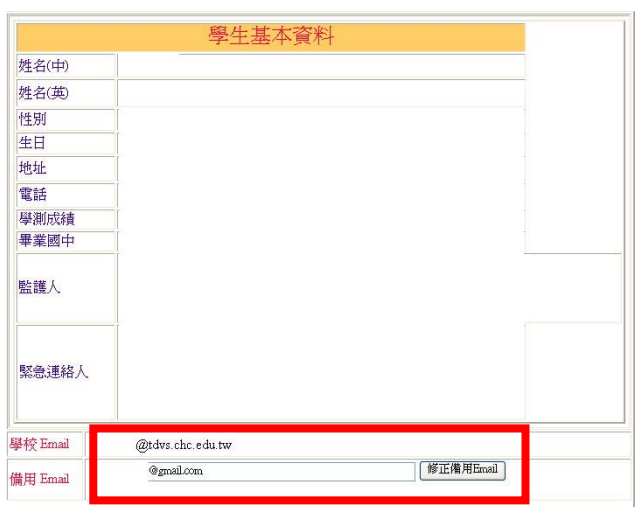 學生基本資料
姓名(中)
姓名(英)
性別
生日
地址
電話
學測成績
畢業國中
監護人
緊急連絡人
學校 Email @tdvs.chc.edu.tw
備用 Email @gmail.com 修正備用Email